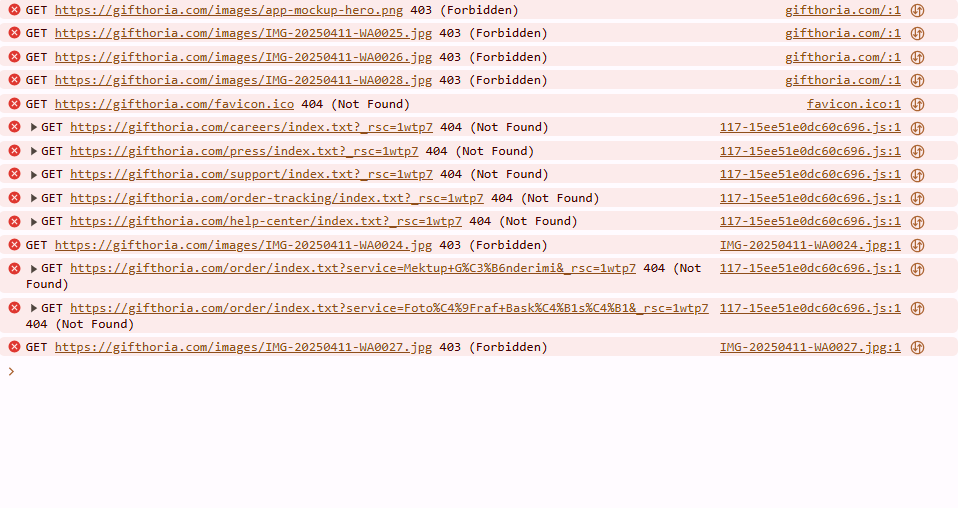 GET https://gifthoria.com/images/app-mockup-hero.png 403 (Forbidden) gifthoria.com/:1
GET https://gifthoria.com/images/IMG-20250411-WA0025.jpg 403 (Forbidden) gifthoria.com/:1
GET https://gifthoria.com/images/IMG-20250411-WA0026.jpg 403 (Forbidden) gifthoria.com/:1
GET https://gifthoria.com/images/IMG-20250411-WA0028.jpg 403 (Forbidden) gifthoria.com/:1
GET https://gifthoria.com/favicon.ico 404 (Not Found) favicon.ico:1
GET https://gifthoria.com/careers/index.txt?_rsc=1wtp7 404 (Not Found) 117-15ee51e0dc60c696.js:1
GET https://gifthoria.com/press/index.txt?_rsc=1wtp7 404 (Not Found) 117-15ee51e0dc60c696.js:1
GET https://gifthoria.com/support/index.txt?_rsc=1wtp7 404 (Not Found) 117-15ee51e0dc60c696.js:1
GET https://gifthoria.com/order-tracking/index.txt?_rsc=1wtp7 404 (Not Found) 117-15ee51e0dc60c696.js:1
GET https://gifthoria.com/help-center/index.txt?_rsc=1wtp7 404 (Not Found) 117-15ee51e0dc60c696.js:1
GET https://gifthoria.com/images/IMG-20250411-WA0024.jpg 403 (Forbidden) IMG-20250411-WA0024.jpg:1
GET https://gifthoria.com/order/index.txt?service=Mektup+G%C3%B6nderimi&_rsc=1wtp7 404 (Not 117-15ee51e0dc60c696.js:1
Found)
GET https://gifthoria.com/order/index.txt?service=Foto%C4%9Fraf+Bask%C4%B1s%C4%B1&_rsc=1wtp7 117-15ee51e0dc60c696.js:1
404 (Not Found)
GET https://gifthoria.com/images/IMG-20250411-WA0027.jpg 403 (Forbidden) IMG-20250411-WA0027.jpg:1